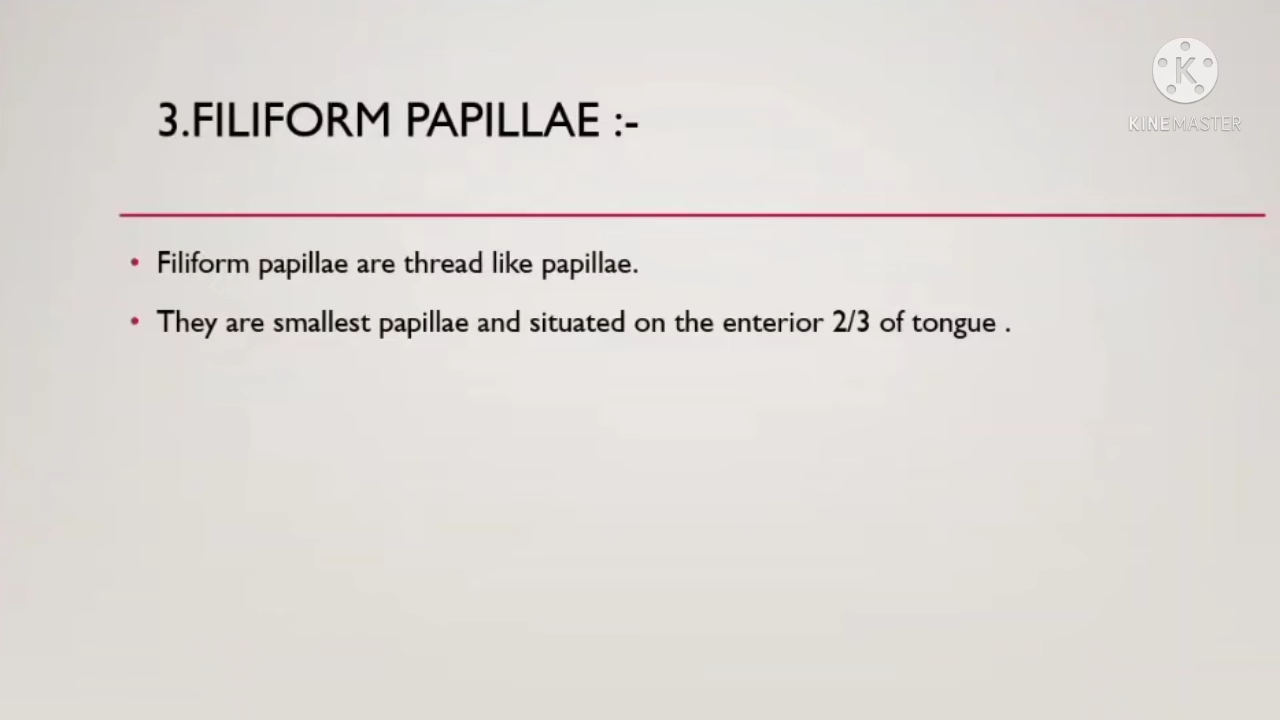 K
KINEMASTER
3.FILIFORM PAPILLAE :-
• Filiform papillae are thread like papillae.
• They are smallest papillae and situated on the enterior 2/3 of tongue .